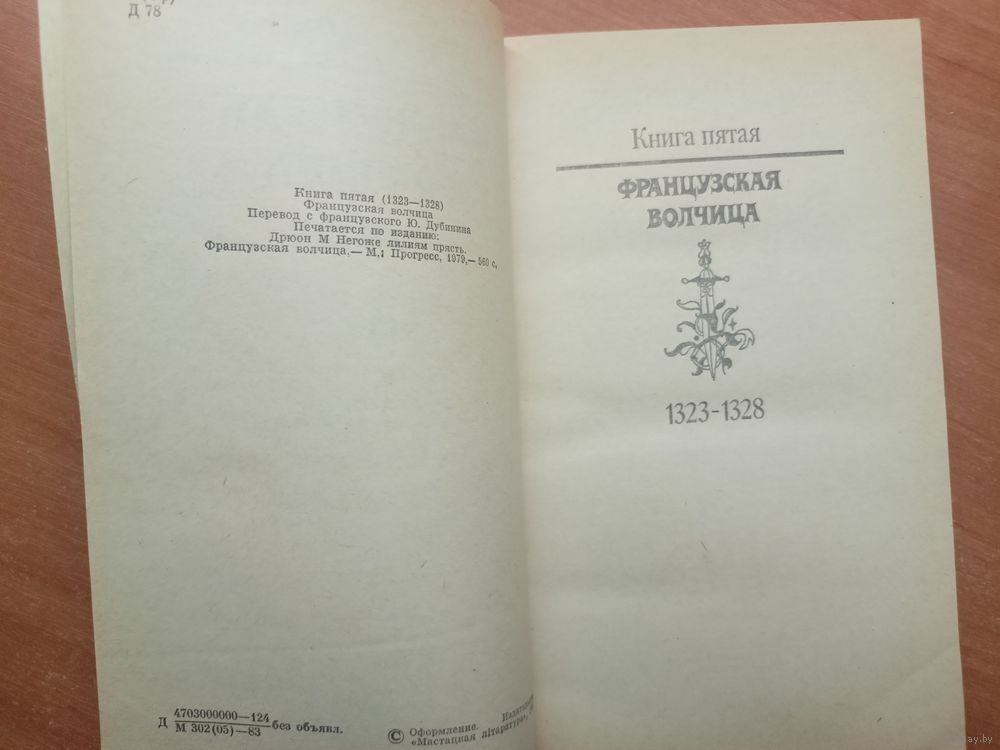 Д 78
Книга пятая (1323—1328)
Французская волчица
Перевод с французского Ю. Дубинина
Печатается по изданию:
Дрюон М Негоже лилиям прясть.
Французская волчица,— М,: Прогресс, 1979,— 560 с,
Д 4703000000—124
М 302(05)—83
без объявл.
© Оформление.
«Мастацкая літаратура»,
Книга пятая
ФРАНЦУЗСКАЯ
ВОЛЧИЦА
1323-1328